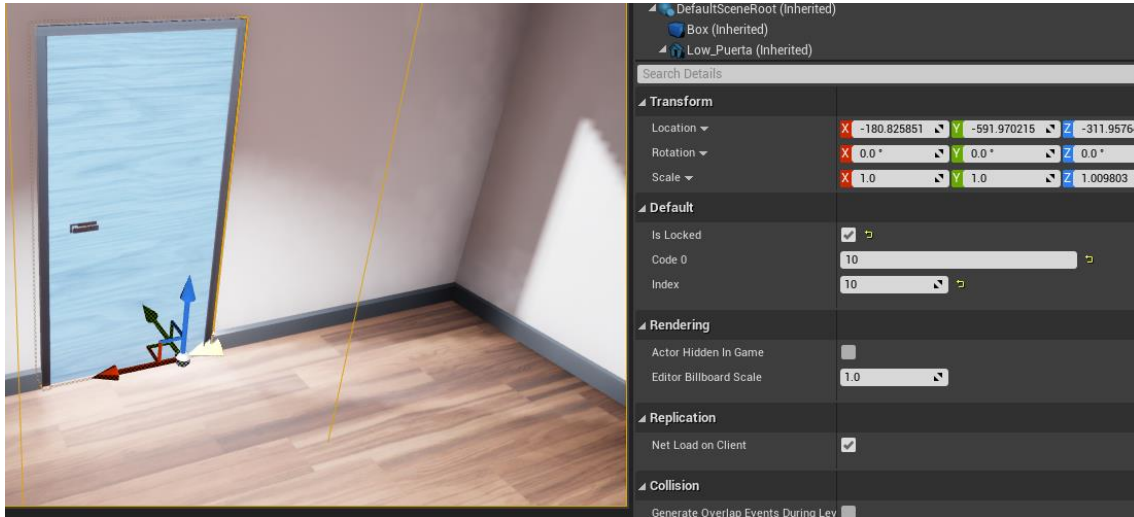 DefaultSceneRoot (Inherited)
Box (Inherited)
Low_Puerta (Inherited)
Search Details
Transform
Location X -180.825851 Y -591.970215 Z -311.9576
Rotation X 0.0 ° Y 0.0 ° Z 0.0 °
Scale X 1.0 Y 1.0 Z 1.009803
Default
Is Locked
Code 0 10
Index 10
Rendering
Actor Hidden In Game
Editor Billboard Scale 1.0
Replication
Net Load on Client
Collision
Generate Overlap Events During Lev